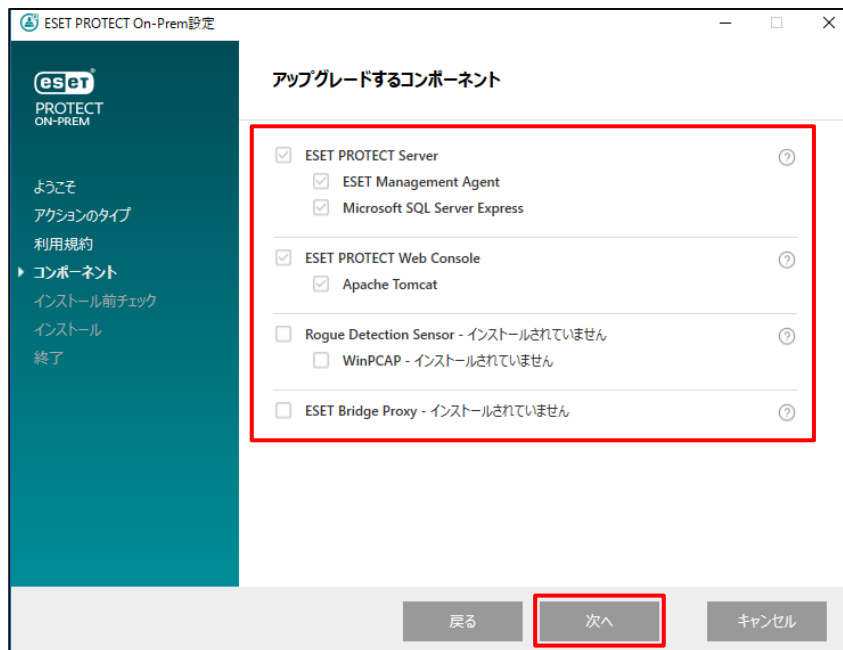 ESET PROTECT On-Prem設定
eset
PROTECT
ON-PREM
ようこそ
アクションのタイプ
利用規約
コンポーネント
インストール前チェック
インストール
終了
アップグレードするコンポーネント
ESET PROTECT Server
ESET Management Agent
Microsoft SQL Server Express
ESET PROTECT Web Console
Apache Tomcat
Rogue Detection Sensor - インストールされていません
WinPCAP - インストールされていません
ESET Bridge Proxy - インストールされていません
戻る
次へ
キャンセル